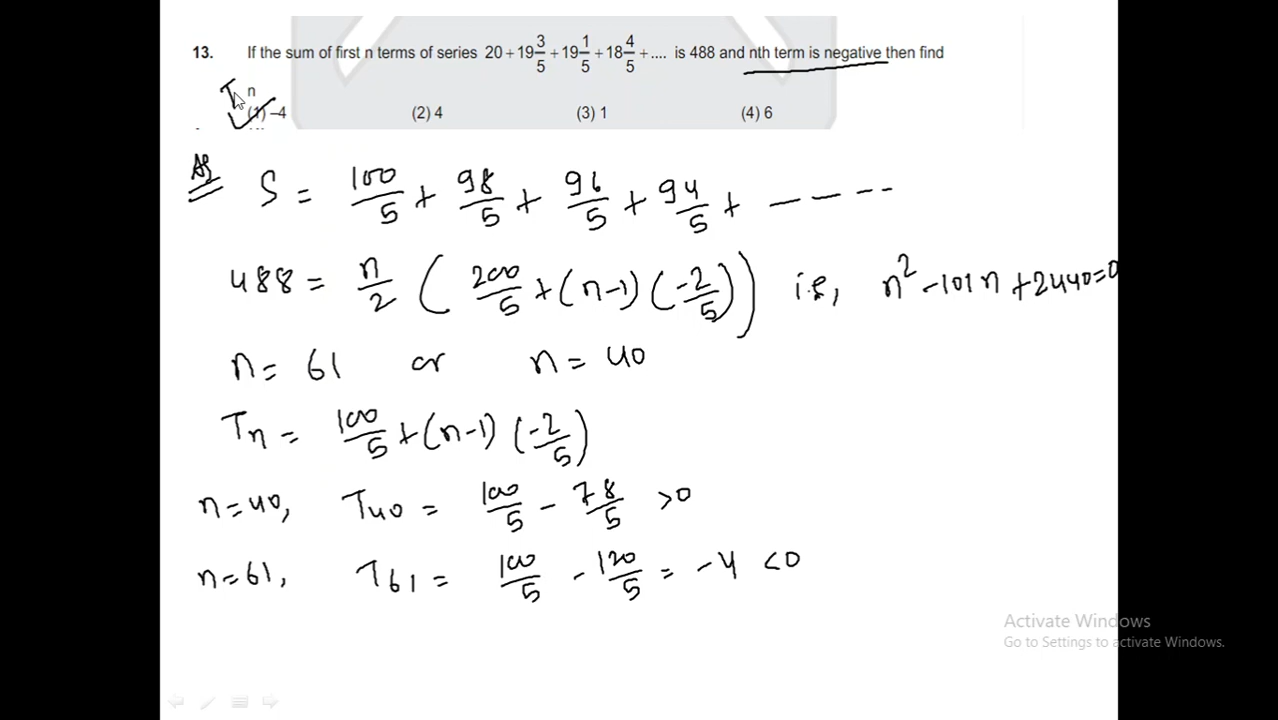 13. If the sum of first n terms of series 20 + 19 3/5 + 19 1/5 + 18 4/5 + .... is 488 and nth term is negative then find
T n
(1) –4 (2) 4 (3) 1 (4) 6
S = 100/5 + 98/5 + 96/5 + 94/5 + – – – –
488 = n/2 ( 200/5 + (n-1) (-2/5) ) i.e, n² - 101n + 2440 = 0
n = 61 or n = 40
Tn = 100/5 + (n-1) (-2/5)
n=40, T40 = 100/5 - 78/5 >0
n=61, T61 = 100/5 - 120/5 = -4 <0
Activate Windows
Go to Settings to activate Windows.